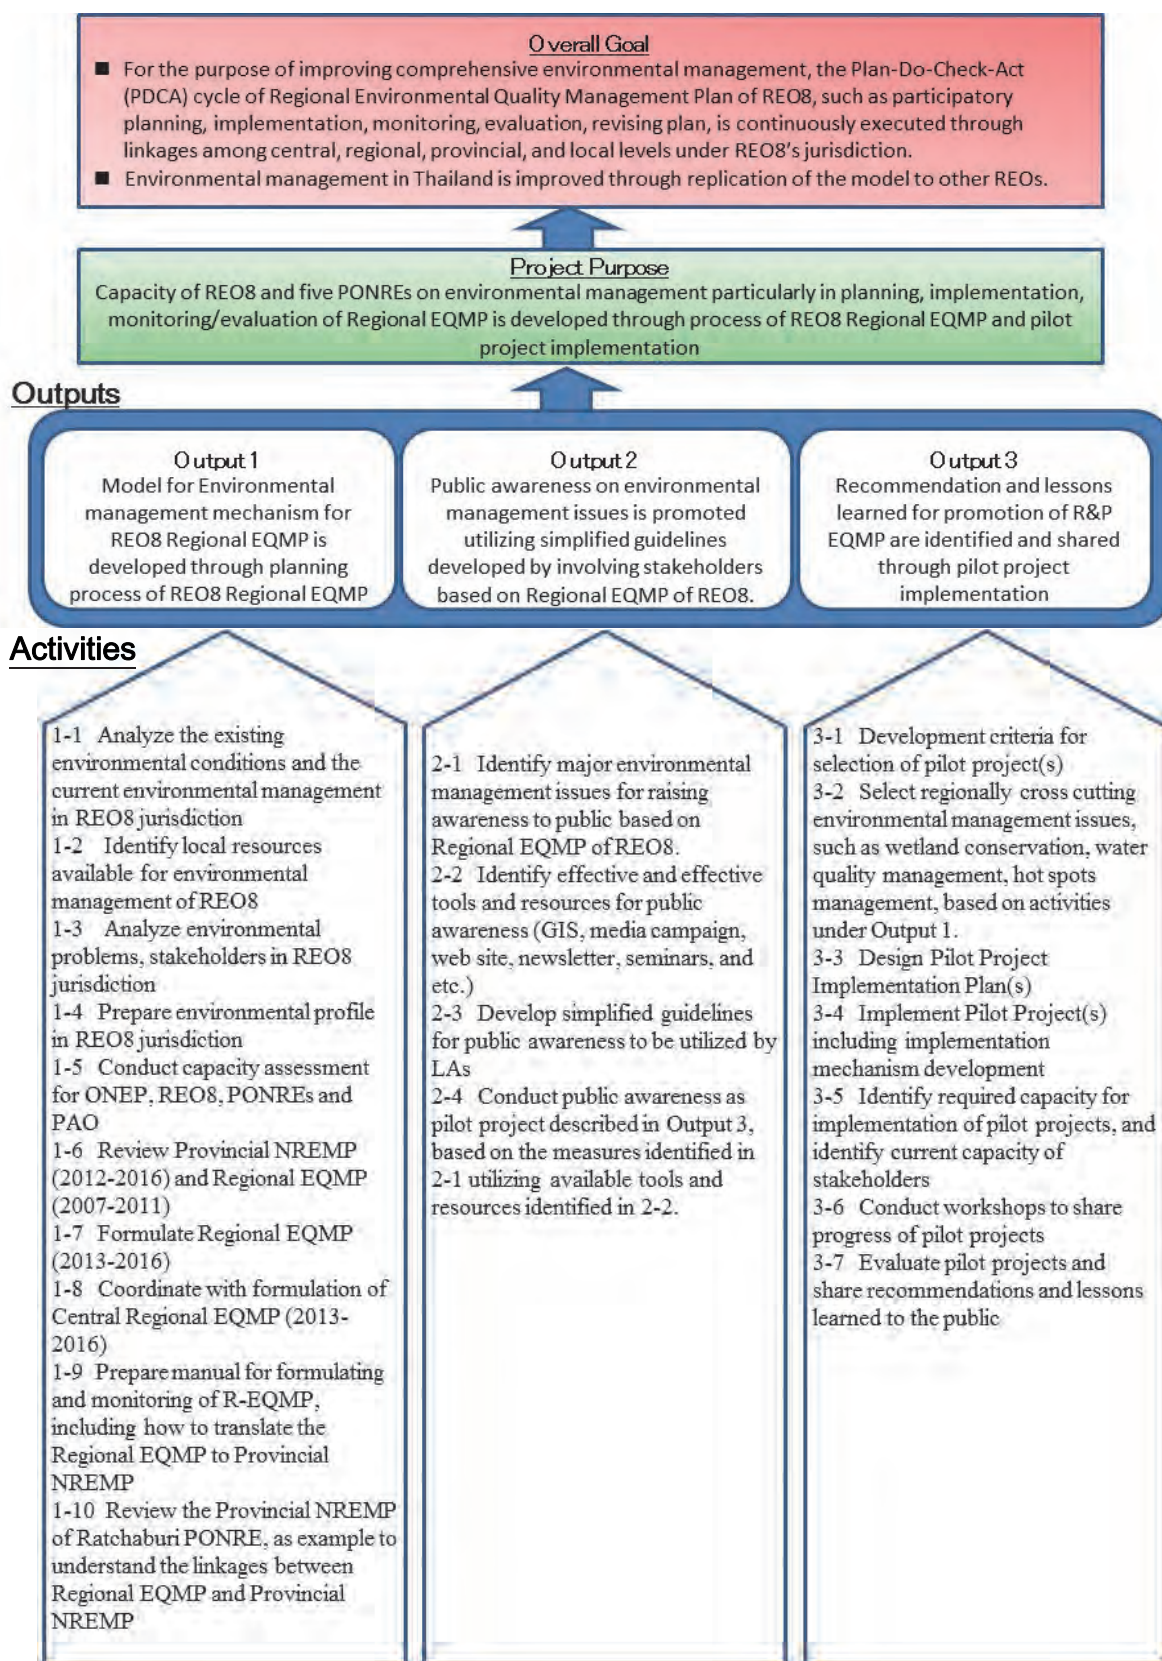 Overall Goal
■ For the purpose of improving comprehensive environmental management, the Plan-Do-Check-Act
(PDCA) cycle of Regional Environmental Quality Management Plan of REO8, such as participatory
planning, implementation, monitoring, evaluation, revising plan, is continuously executed through
linkages among central, regional, provincial, and local levels under REO8's jurisdiction.
■ Environmental management in Thailand is improved through replication of the model to other REOs.
Project Purpose
Capacity of REO8 and five PONREs on environmental management particularly in planning, implementation,
monitoring/evaluation of Regional EQMP is developed through process of REO8 Regional EQMP and pilot
project implementation
Outputs
Output 1
Model for Environmental
management mechanism for
REO8 Regional EQMP is
developed through planning
process of REO8 Regional EQMP
Output 2
Public awareness on environmental
management issues is promoted
utilizing simplified guidelines
developed by involving stakeholders
based on Regional EQMP of REO8.
Output 3
Recommendation and lessons
learned for promotion of R&P
EQMP are identified and shared
through pilot project
implementation
Activities
1-1 Analyze the existing
environmental conditions and the
current environmental management
in REO8 jurisdiction
1-2 Identify local resources
available for environmental
management of REO8
1-3 Analyze environmental
problems, stakeholders in REO8
jurisdiction
1-4 Prepare environmental profile
in REO8 jurisdiction
1-5 Conduct capacity assessment
for ONEP, REO8, PONREs and
PAO
1-6 Review Provincial NREMP
(2012-2016) and Regional EQMP
(2007-2011)
1-7 Formulate Regional EQMP
(2013-2016)
1-8 Coordinate with formulation of
Central Regional EQMP (2013-
2016)
1-9 Prepare manual for formulating
and monitoring of R-EQMP,
including how to translate the
Regional EQMP to Provincial
NREMP
1-10 Review the Provincial NREMP
of Ratchaburi PONRE, as example to
understand the linkages between
Regional EQMP and Provincial
NREMP
2-1 Identify major environmental
management issues for raising
awareness to public based on
Regional EQMP of REO8.
2-2 Identify effective and effective
tools and resources for public
awareness (GIS, media campaign,
web site, newsletter, seminars, and
etc.)
2-3 Develop simplified guidelines
for public awareness to be utilized by
LAs
2-4 Conduct public awareness as
pilot project described in Output 3,
based on the measures identified in
2-1 utilizing available tools and
resources identified in 2-2.
3-1 Development criteria for
selection of pilot project(s)
3-2 Select regionally cross cutting
environmental management issues,
such as wetland conservation, water
quality management, hot spots
management, based on activities
under Output 1.
3-3 Design Pilot Project
Implementation Plan(s)
3-4 Implement Pilot Project(s)
including implementation
mechanism development
3-5 Identify required capacity for
implementation of pilot projects, and
identify current capacity of
stakeholders
3-6 Conduct workshops to share
progress of pilot projects
3-7 Evaluate pilot projects and
share recommendations and lessons
learned to the public